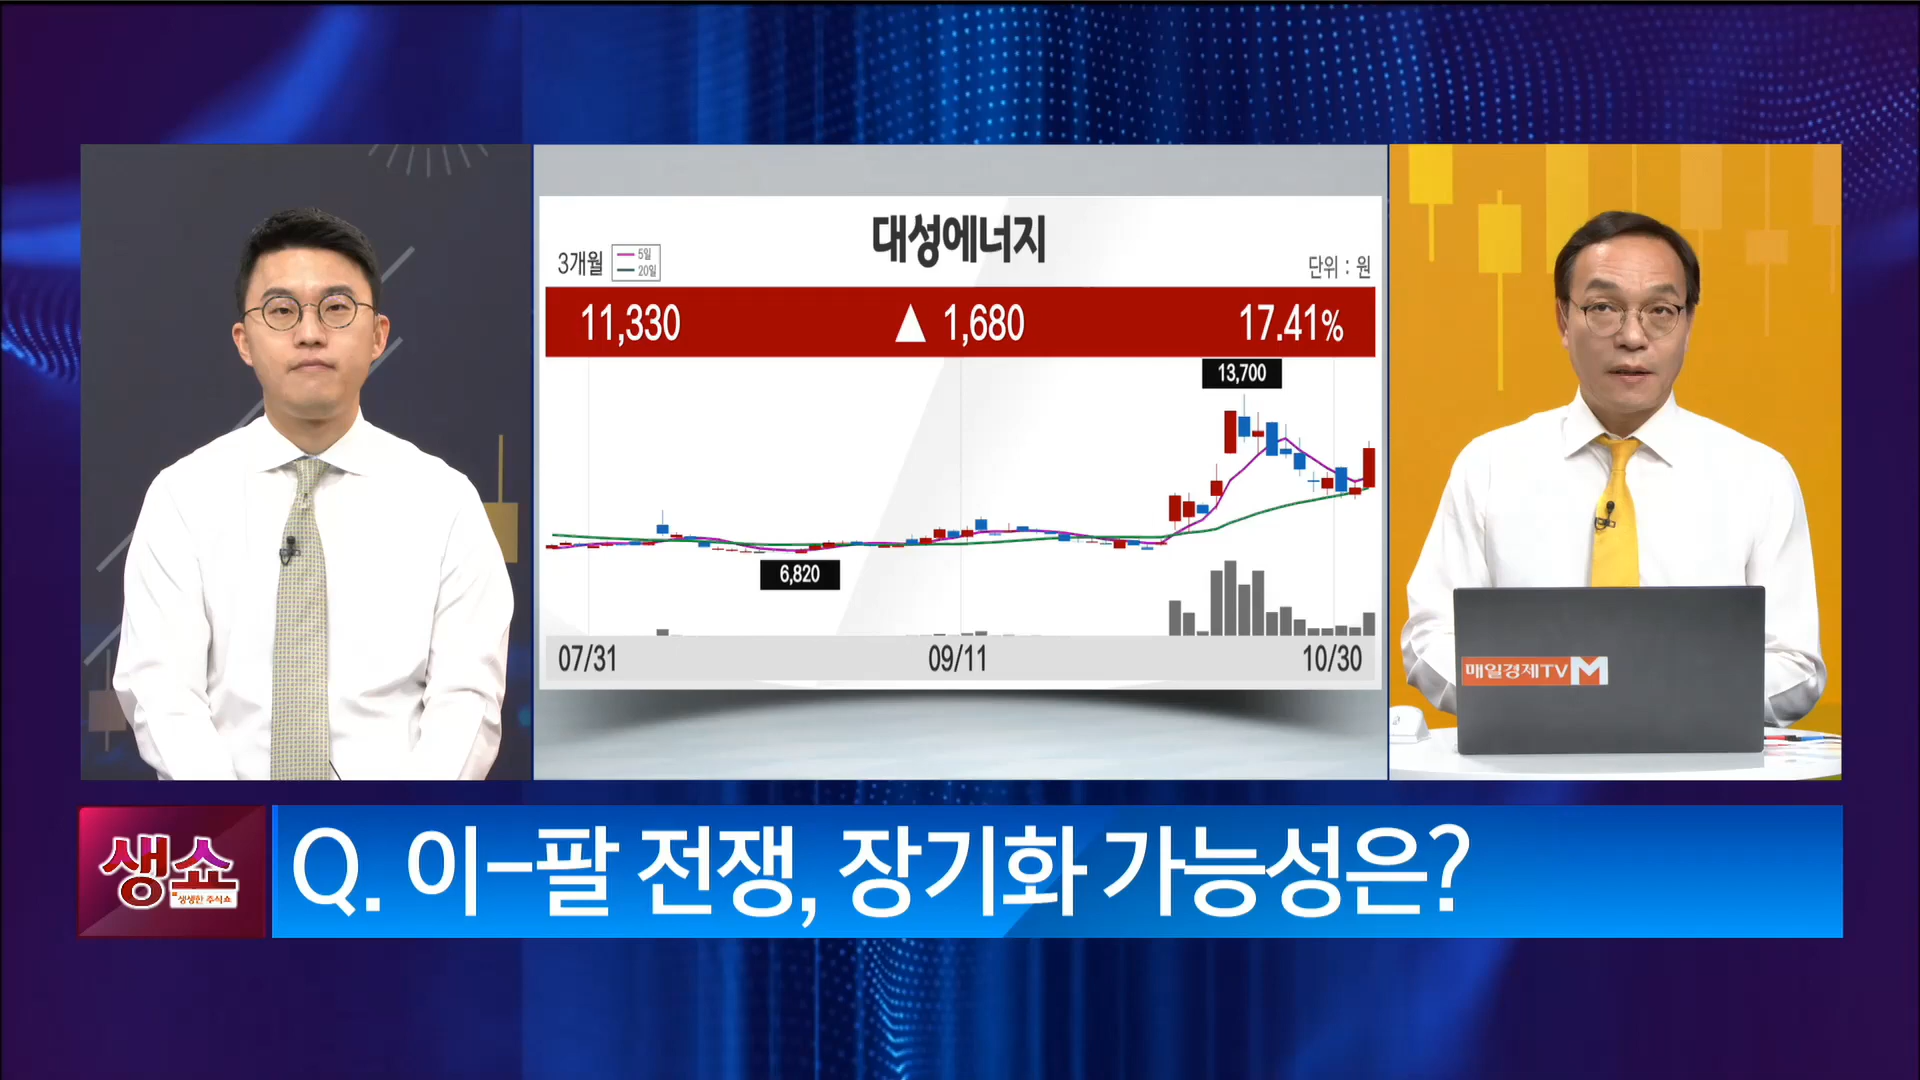 대성에너지
3개월
5일
20일
단위 : 원
11,330 ▲ 1,680 17.41%
13,700
6,820
07/31 09/11 10/30
매일경제TV M
생쇼
생생한 주식쇼
Q. 이-팔 전쟁, 장기화 가능성은?